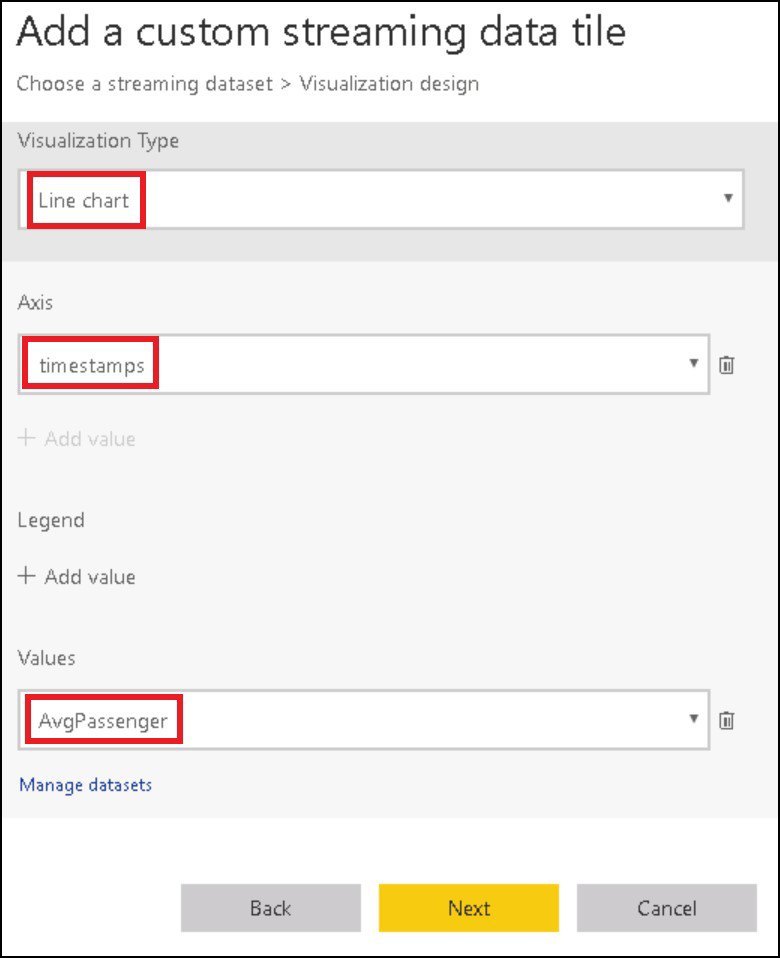 Add a custom streaming data tile
Choose a streaming dataset > Visualization design
Visualization Type
Line chart
Axis
timestamps
+ Add value
Legend
+ Add value
Values
AvgPassenger
Manage datasets
Back Next Cancel